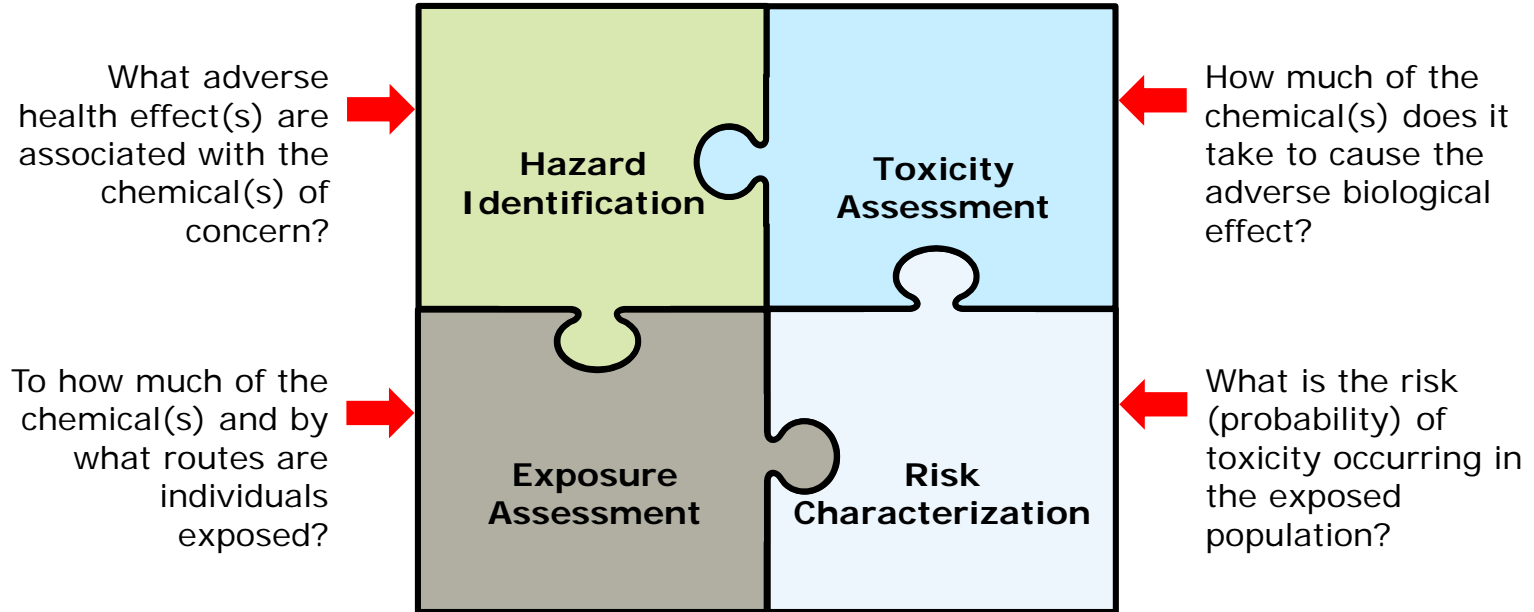 What adverse
health effect(s) are
associated with the
chemical(s) of
concern?
Hazard
Identification
Toxicity
Assessment
How much of the
chemical(s) does it
take to cause the
adverse biological
effect?
To how much of the
chemical(s) and by
what routes are
individuals
exposed?
Exposure
Assessment
Risk
Characterization
What is the risk
(probability) of
toxicity occurring in
the exposed
population?